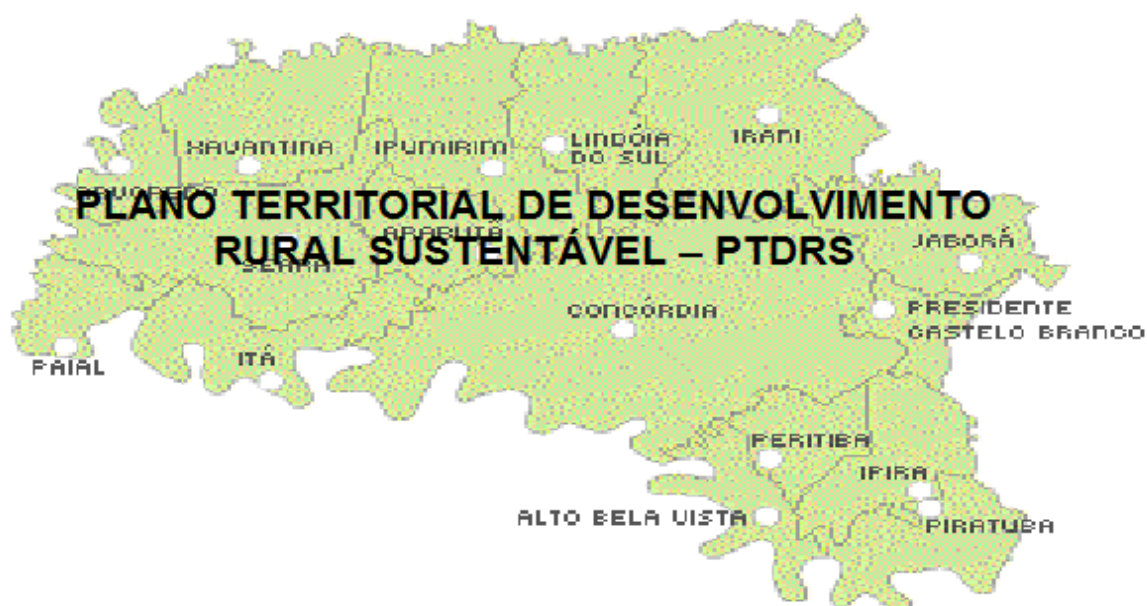 XAVANTINA
IPUMIRIM
LINDÓIA
DO SUL
IRANI
PLANO TERRITORIAL DE DESENVOLVIMENTO
RURAL SUSTENTÁVEL – PTDRS
JABORÁ
SEARA
CONCÓRDIA
PRESIDENTE
CASTELO BRANCO
PAIAL
ITÁ
PERITIBA
IPIRA
ALTO BELA VISTA
PIRATUBA